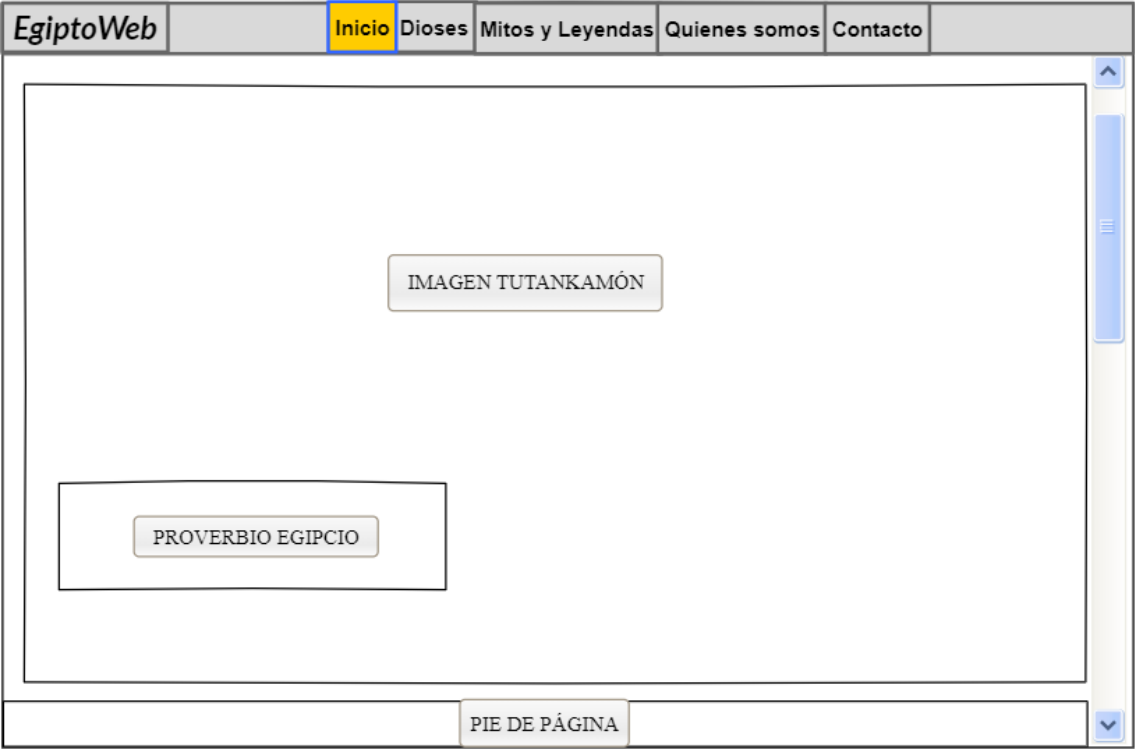 EgiptoWeb Inicio Dioses Mitos y Leyendas Quienes somos Contacto
IMAGEN TUTANKAMÓN
PROVERBIO EGIPCIO
PIE DE PÁGINA